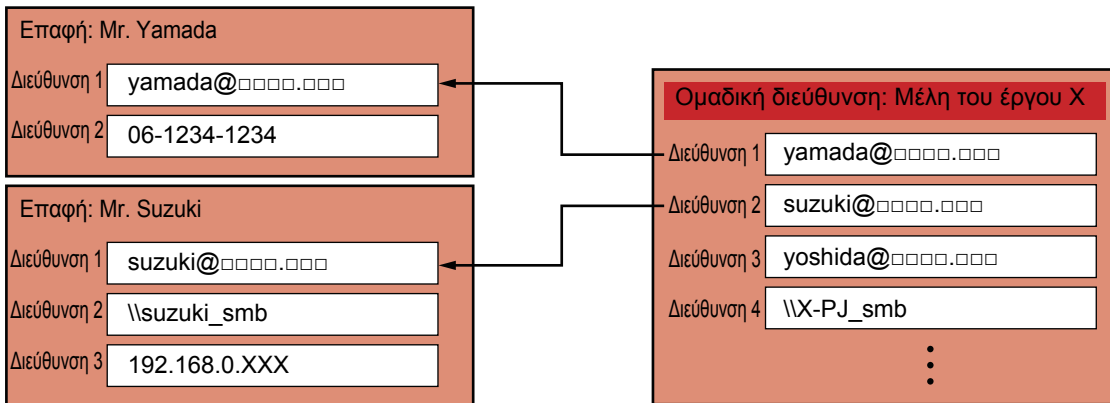 Επαφή: Mr. Yamada
Διεύθυνση 1 yamada@□□□□.□□□
Διεύθυνση 2 06-1234-1234
Επαφή: Mr. Suzuki
Διεύθυνση 1 suzuki@□□□□.□□□
Διεύθυνση 2 \\suzuki_smb
Διεύθυνση 3 192.168.0.XXX
Ομαδική διεύθυνση: Μέλη του έργου X
Διεύθυνση 1 yamada@□□□□.□□□
Διεύθυνση 2 suzuki@□□□□.□□□
Διεύθυνση 3 yoshida@□□□□.□□□
Διεύθυνση 4 \\X-PJ_smb